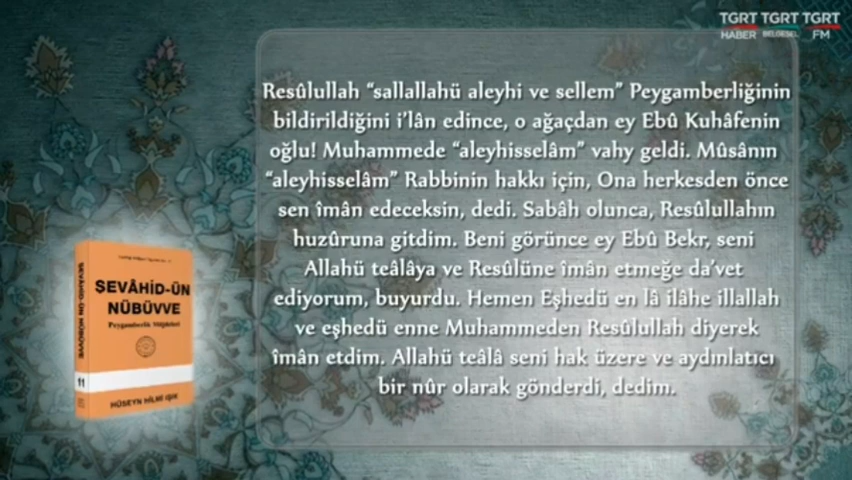 TGRT TGRT TGRT
HABER BELGESEL FM
Resûlullah “sallallahü aleyhi ve sellem” Peygamberliğinin
bildirildiğini i’lân edince, o ağaçdan ey Ebû Kuhâfenin
oğlu! Muhammede “aleyhisselâm” vahy geldi. Mûsânın
“aleyhisselâm” Rabbinin hakkı için, Ona herkesden önce
sen îmân edeceksin, dedi. Sabâh olunca, Resûlullahın
huzûruna gitdim. Beni görünce ey Ebû Bekr, seni
Allahü teâlâya ve Resûlüne îmân etmeğe da’vet
ediyorum, buyurdu. Hemen Eşhedü en lâ ilâhe illallah
ve eşhedü enne Muhammeden Resûlullah diyerek
îmân etdim. Allahü teâlâ seni hak üzere ve aydınlatıcı
bir nûr olarak gönderdi, dedim.
ŞEVÂHİD-ÜN
NÜBÜVVE
Peygamberlik Müjdeleri
HÜSEYN HİLMİ IŞIK
ŞEVÂHİD-ÜN NÜBÜVVE
11